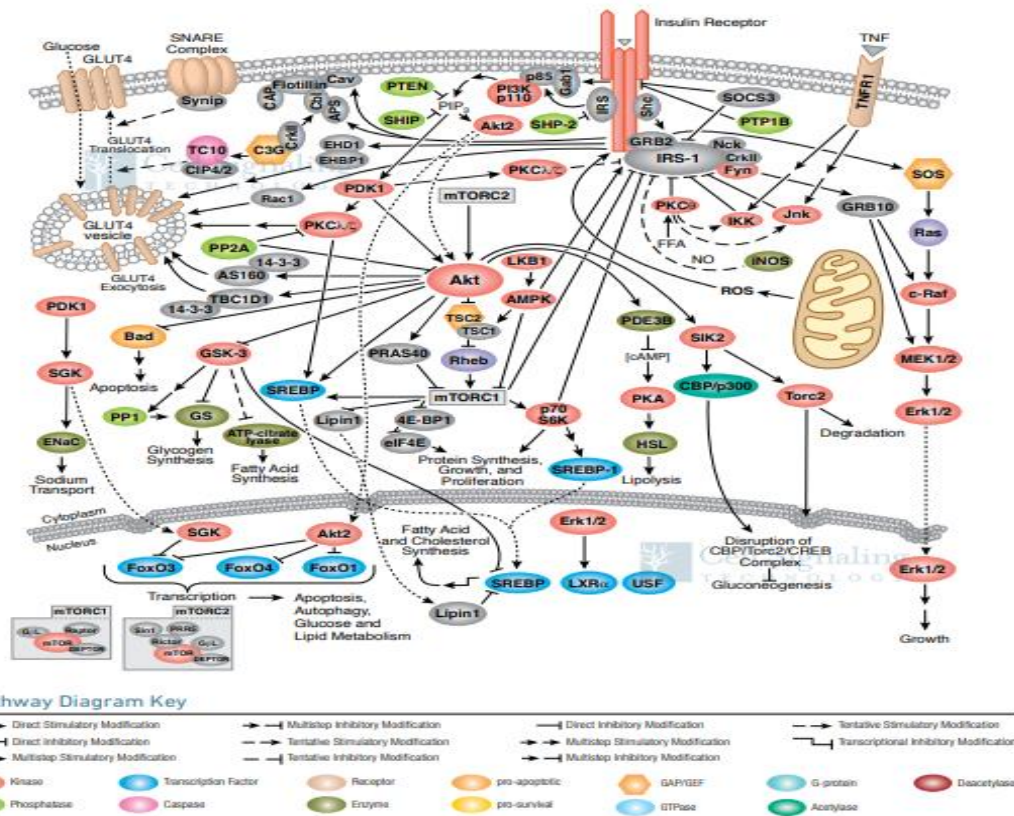 Insulin Receptor
SNARE
Complex
TNF
Glucose
GLUT4
Synip
CAP
Flotillin
Cav
Cbl
APS
CrkII
PTEN
SHIP
PIP3
PI3K
p110
p85
Gab1
IRS
Shc
Akt2
SHP-2
SOCS3
PTP1B
TNFR1
GLUT4
Translocation
TC10
C3G
CIP4/2
EHD1
EHBP1
GRB2
Nck
IRS-1
CrkII
Fyn
SOS
PKCλ/ζ
PDK1
mTORC2
Rac1
PKCλ/ζ
PKCθ
IKK
Jnk
GRB10
FFA
Ras
GLUT4
vesicle
PP2A
14-3-3
AS160
GLUT4
Exocytosis
TBC1D1
14-3-3
Akt
LKB1
AMPK
NO
iNOS
ROS
c-Raf
PDK1
Bad
TSC2
TSC1
PDE3B
SIK2
GSK-3
PRAS40
Rheb
[cAMP]
MEK1/2
SGK
Apoptosis
SREBP
mTORC1
CBP/p300
PKA
Torc2
Erk1/2
PP1
GS
Lipin1
4E-BP1
p70
S6K
ENaC
ATP-citrate
lyase
eIF4E
HSL
Degradation
Sodium
Transport
Glycogen
Synthesis
Fatty Acid
Synthesis
Protein Synthesis,
Growth, and
Proliferation
SREBP-1
Lipolysis
Cytoplasm
Nucleus
SGK
Akt2
Fatty Acid
and Cholesterol
Synthesis
Erk1/2
Disruption of
CBP/Torc2/CREB
Complex
Gluconeogenesis
FoxO3
FoxO4
FoxO1
SREBP
LXRα
USF
Erk1/2
Transcription
Apoptosis,
Autophagy,
Glucose and
Lipid Metabolism
Lipin1
Growth
mTORC1
GβL
Raptor
mTOR
DEPTOR
mTORC2
Sin1
PRR5
Rictor
GβL
mTOR
DEPTOR
hway Diagram Key
Direct Stimulatory Modification
Multistep Inhibitory Modification
Direct Inhibitory Modification
Tentative Stimulatory Modification
Direct Inhibitory Modification
Tentative Stimulatory Modification
Multistep Stimulatory Modification
Transcriptional Inhibitory Modification
Multistep Stimulatory Modification
Tentative Inhibitory Modification
Multistep Inhibitory Modification
Kinase
Transcription Factor
Receptor
pro-apoptotic
GAP/GEF
G-protein
Deacetylase
Phosphatase
Caspase
Enzyme
pro-survival
GTPase
Acetylase